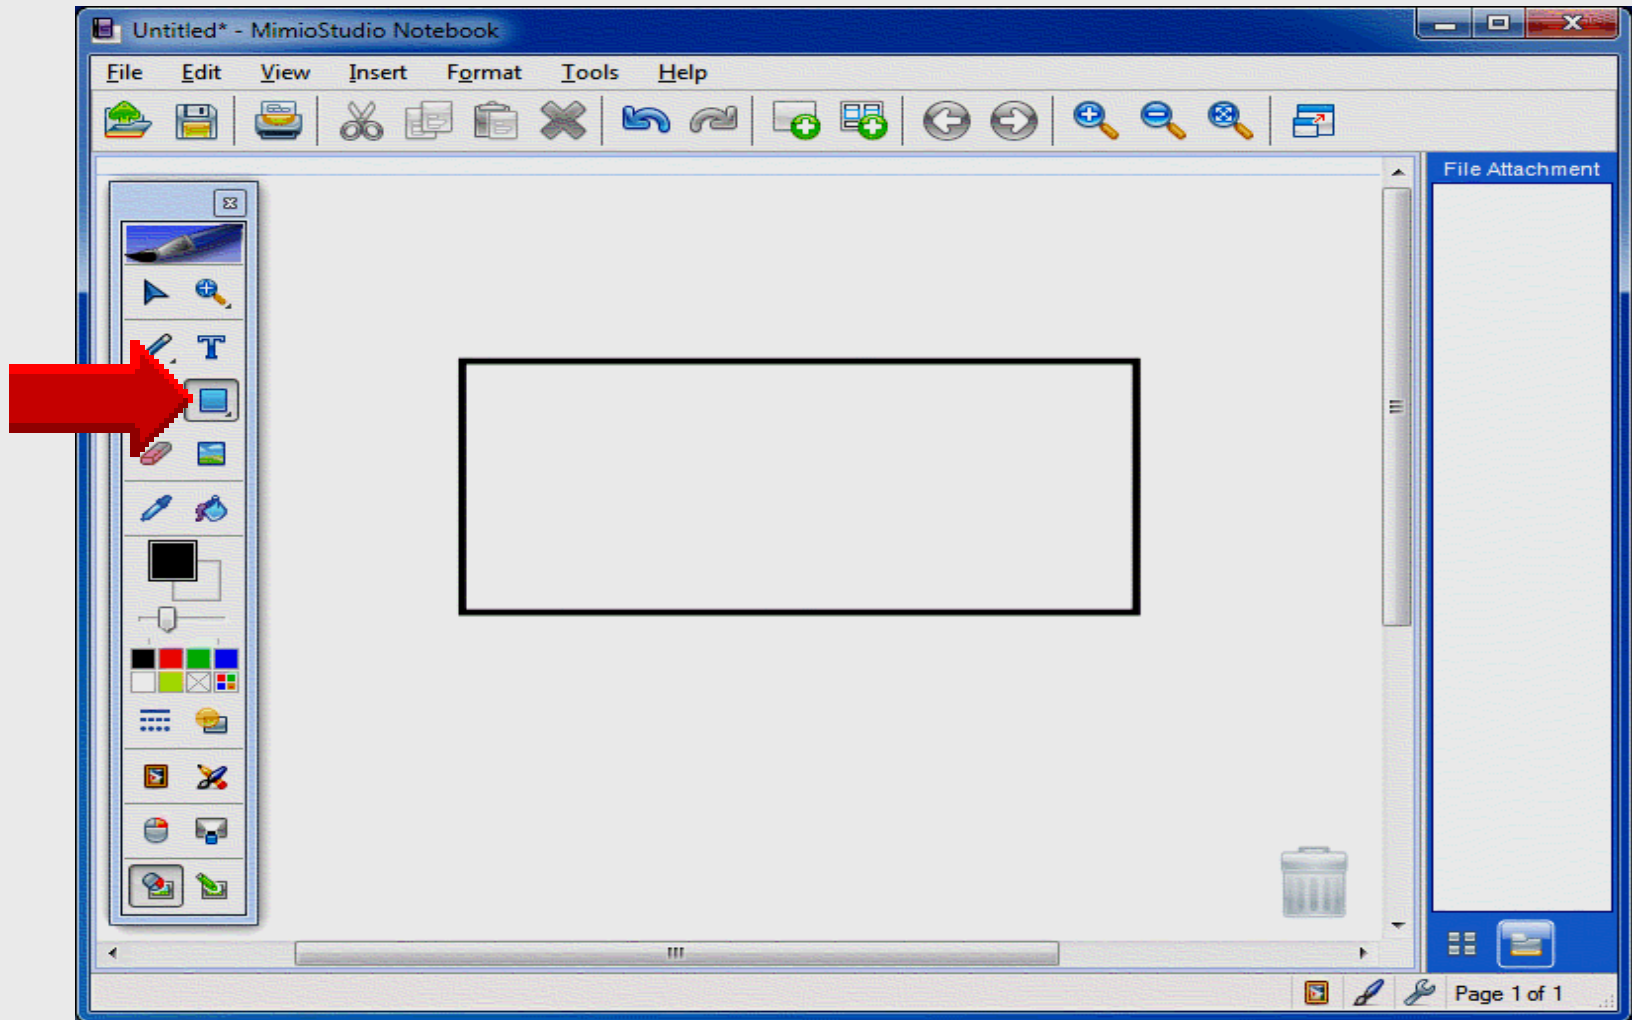 Untitled* - MimioStudio Notebook
File Edit View Insert Format Tools Help
File Attachment
T
Page 1 of 1